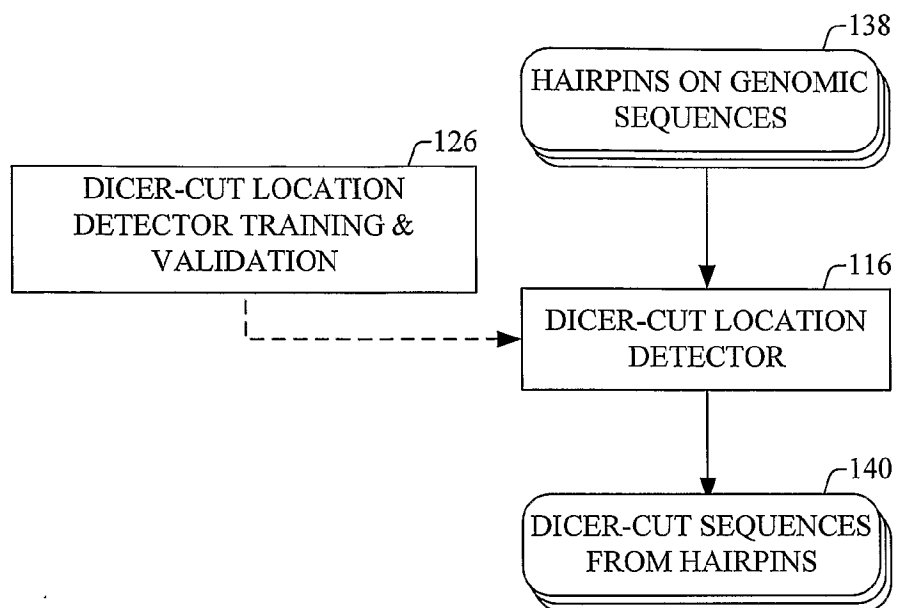 138
HAIRPINS ON GENOMIC
SEQUENCES
126
DICER-CUT LOCATION
DETECTOR TRAINING &
VALIDATION
116
DICER-CUT LOCATION
DETECTOR
140
DICER-CUT SEQUENCES
FROM HAIRPINS